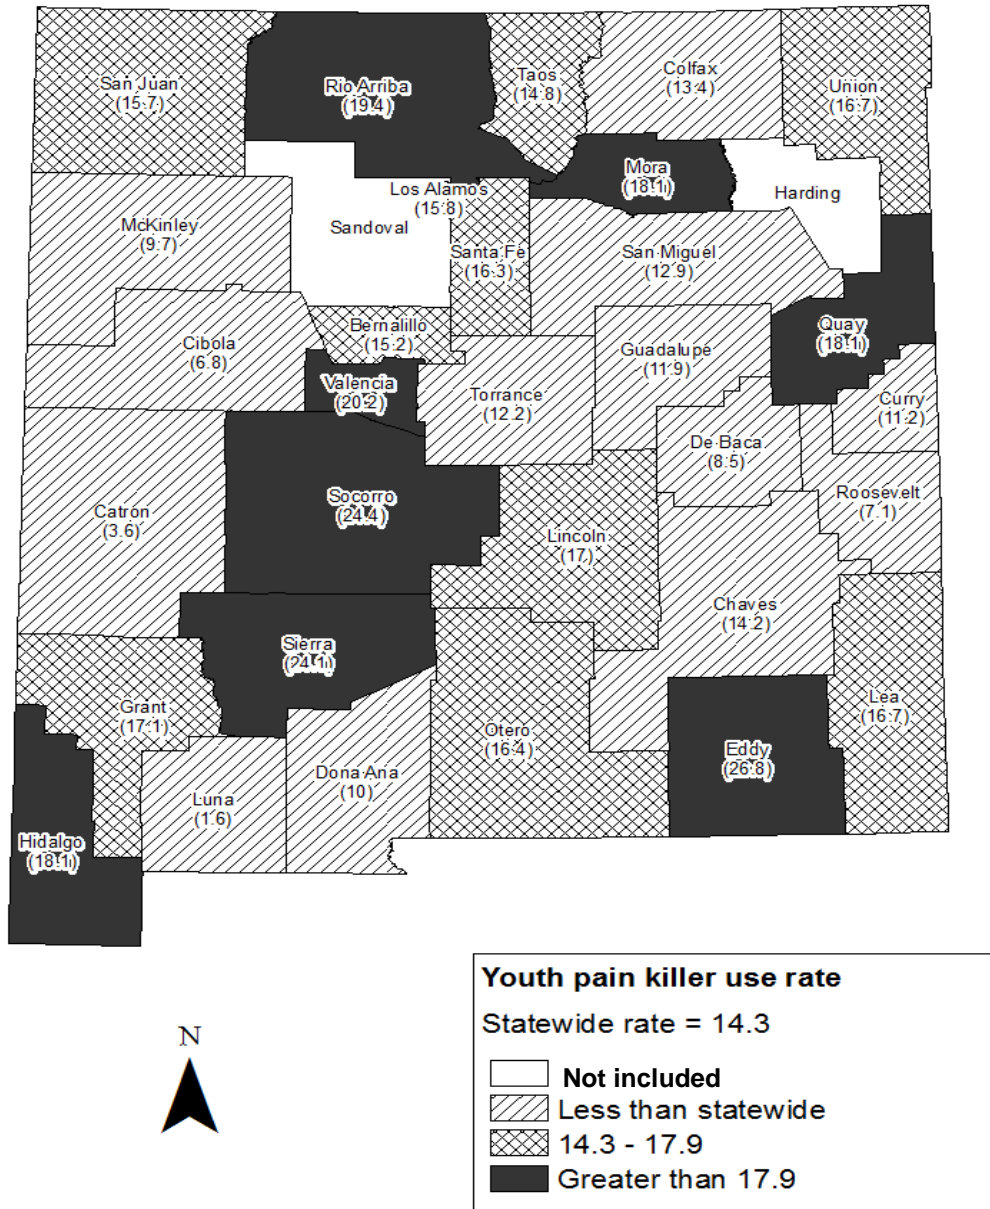 San Juan
(15.7)
Rio Arriba
(19.4)
Taos
(14.8)
Colfax
(13.4)
Union
(16.7)
Mora
(18.1)
Harding
Los Alamos
(15.8)
Sandoval
McKinley
(9.7)
Santa Fe
(16.3)
San Miguel
(12.9)
Bernalillo
(15.2)
Cibola
(6.8)
Quay
(18.1)
Guadalupe
(11.9)
Valencia
(20.2)
Torrance
(12.2)
Curry
(11.2)
De Baca
(8.5)
Roosevelt
(7.1)
Socorro
(24.4)
Catron
(3.6)
Lincoln
(17)
Chaves
(14.2)
Sierra
(24.1)
Grant
(17.1)
Lea
(16.7)
Otero
(16.4)
Eddy
(26.8)
Dona Ana
(10)
Luna
(1.6)
Hidalgo
(18.1)
Youth pain killer use rate
Statewide rate = 14.3
Not included
Less than statewide
14.3 - 17.9
Greater than 17.9
N